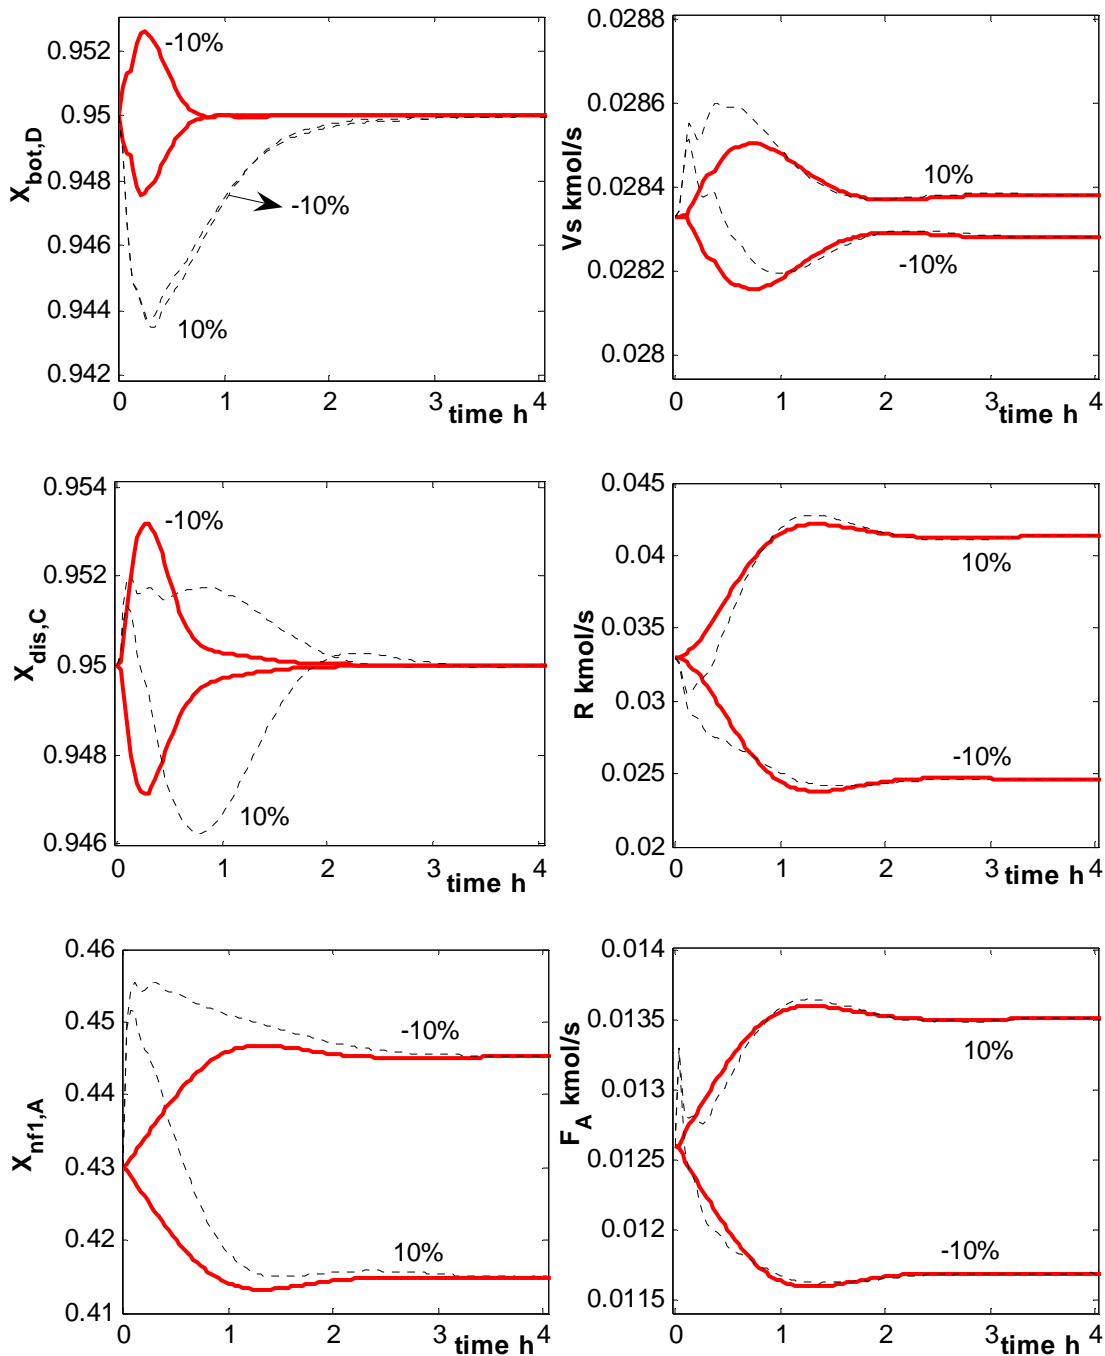 X_bot,D
0.952
0.95
0.948
0.946
0.944
0.942
-10%
-10%
10%
0 1 2 3 4
time h
Vs kmol/s
0.0288
0.0286
0.0284
0.0282
0.028
10%
-10%
0 1 2 3 4
time h
X_dis,C
0.954
0.952
0.95
0.948
0.946
-10%
10%
0 1 2 3 4
time h
R kmol/s
0.045
0.04
0.035
0.03
0.025
0.02
10%
-10%
0 1 2 3 4
time h
X_nf1,A
0.46
0.45
0.44
0.43
0.42
0.41
-10%
10%
0 1 2 3 4
time h
F_A kmol/s
0.014
0.0135
0.013
0.0125
0.012
0.0115
10%
-10%
0 1 2 3 4
time h